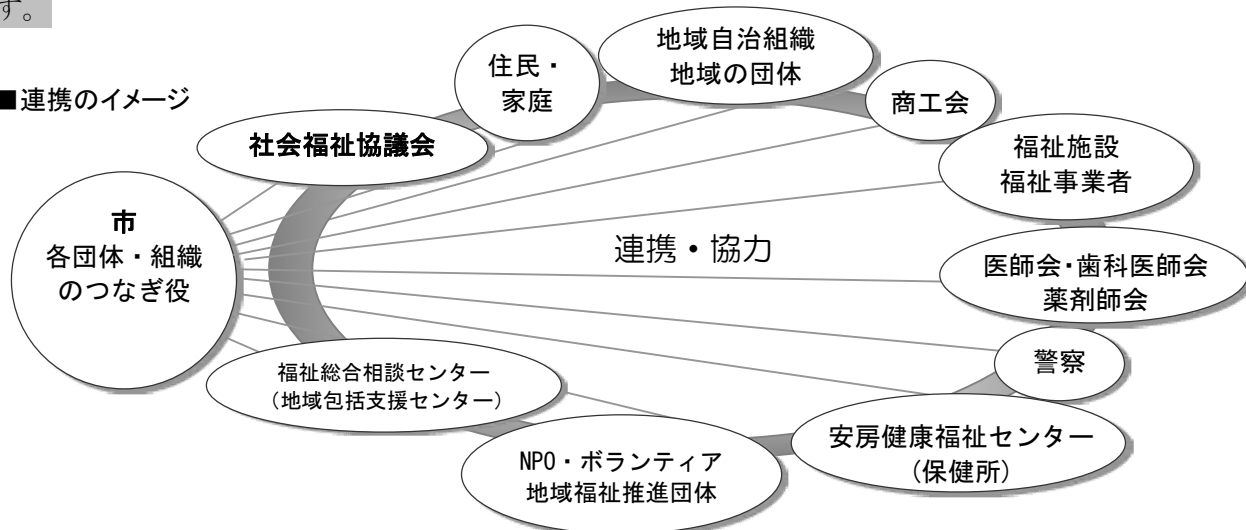 す。
■連携のイメージ
住民・
家庭
地域自治組織
地域の団体
商工会
社会福祉協議会
福祉施設
福祉事業者
市
各団体・組織
のつなぎ役
連携・協力
医師会・歯科医師会
薬剤師会
警察
福祉総合相談センター
（地域包括支援センター）
安房健康福祉センター
(保健所)
NPO・ボランティア
地域福祉推進団体